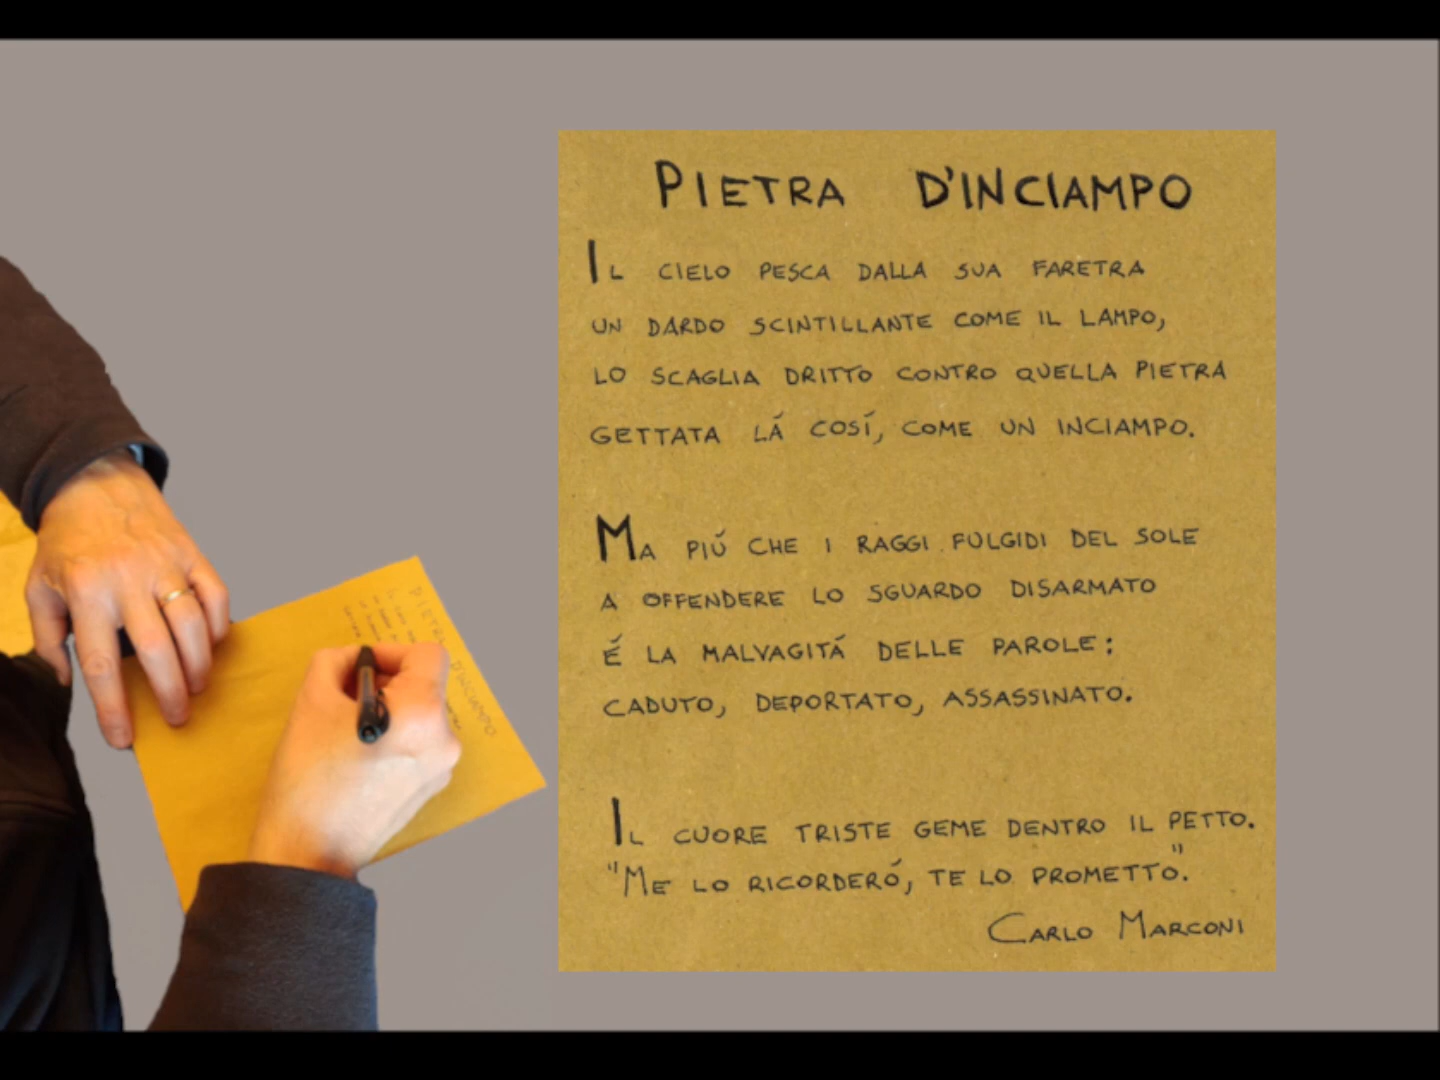 PIETRA D'INCIAMPO
IL CIELO PESCA DALLA SUA FARETRA
UN DARDO SCINTILLANTE COME IL LAMPO,
LO SCAGLIA DRITTO CONTRO QUELLA PIETRA
GETTATA LÁ COSÍ, COME UN INCIAMPO.
MA PIÚ CHE I RAGGI FULGIDI DEL SOLE
A OFFENDERE LO SGUARDO DISARMATO
É LA MALVAGITÁ DELLE PAROLE:
CADUTO, DEPORTATO, ASSASSINATO.
IL CUORE TRISTE GEME DENTRO IL PETTO.
"ME LO RICORDERÓ, TE LO PROMETTO".
CARLO MARCONI
PIETRA D'INCIAMPO